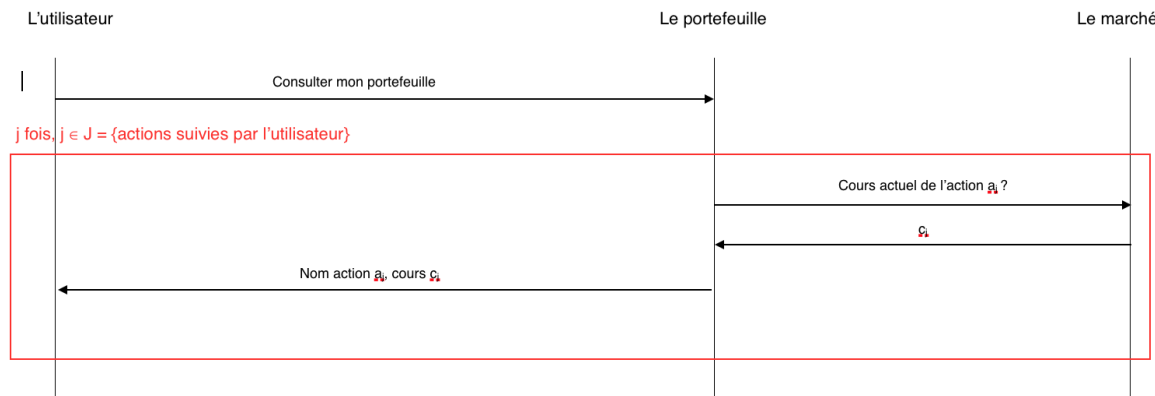 L'utilisateur
Le portefeuille
Le marché
Consulter mon portefeuille
j fois, j ∈ J = {actions suivies par l'utilisateur}
Cours actuel de l'action aⱼ ?
cⱼ
Nom action aⱼ, cours cⱼ